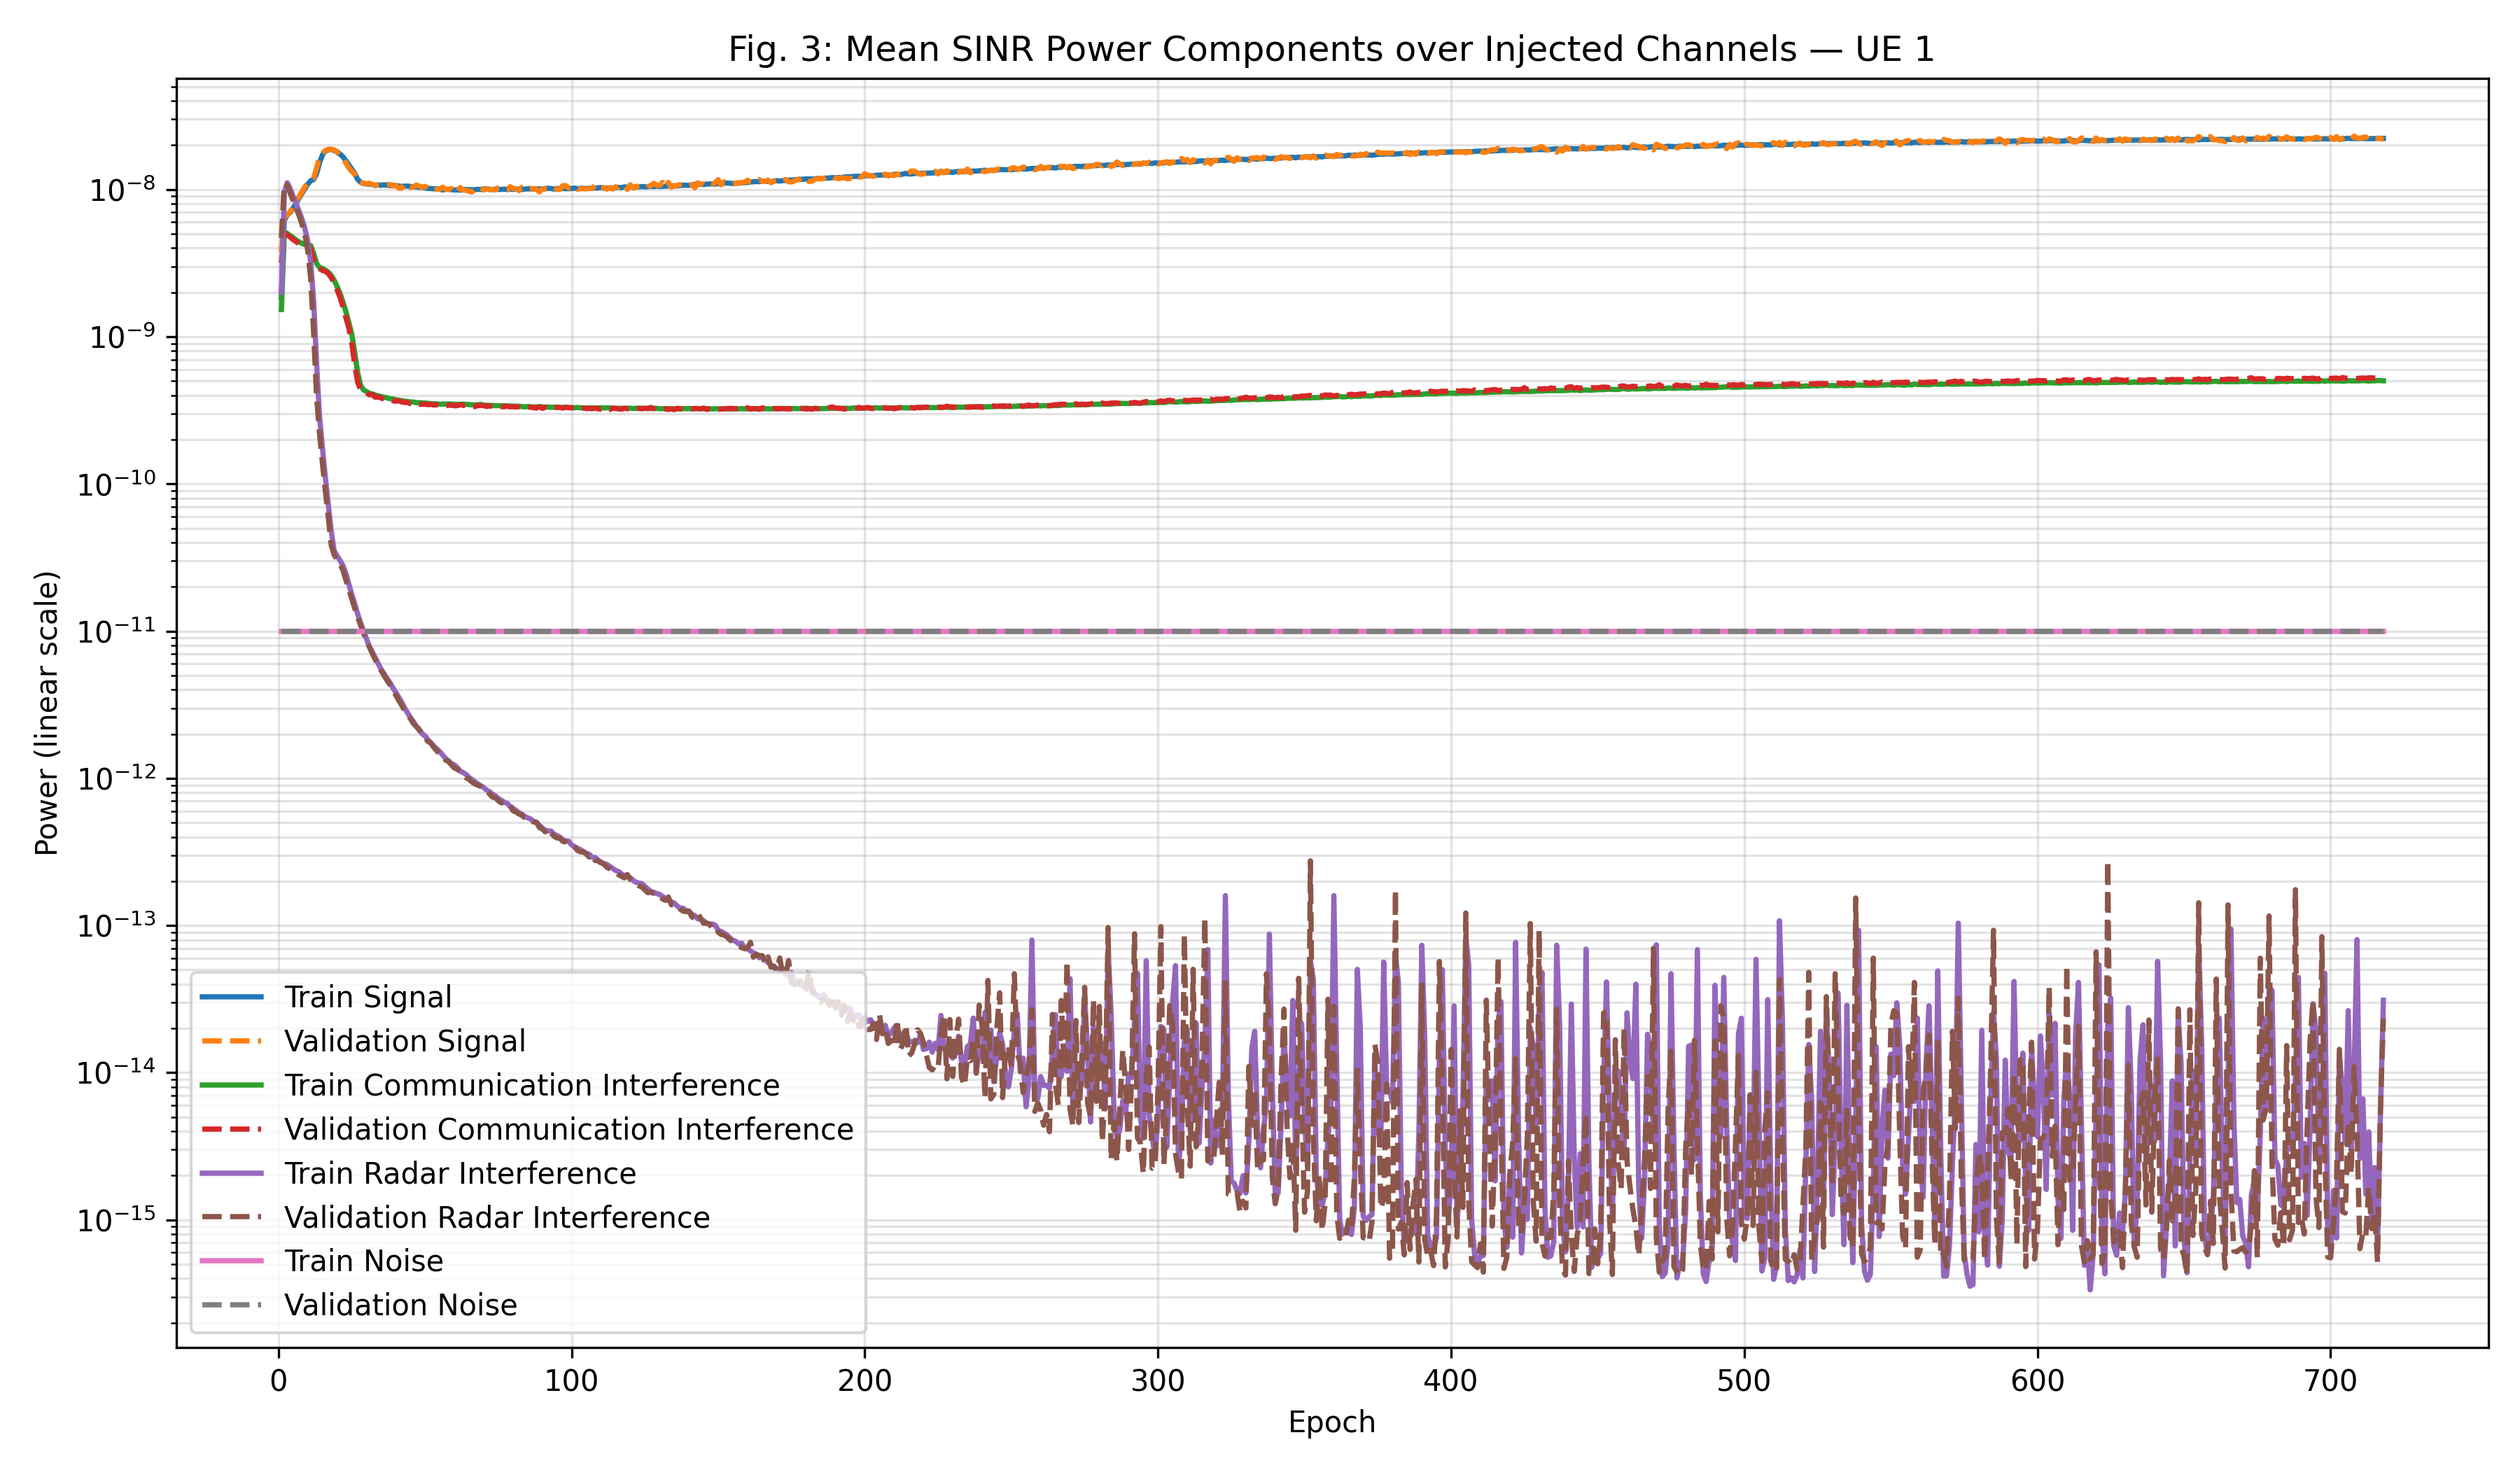 Fig. 3: Mean SINR Power Components over Injected Channels — UE 1
Power (linear scale)
10⁻⁸
10⁻⁹
10⁻¹⁰
10⁻¹¹
10⁻¹²
10⁻¹³
10⁻¹⁴
10⁻¹⁵
Train Signal
Validation Signal
Train Communication Interference
Validation Communication Interference
Train Radar Interference
Validation Radar Interference
Train Noise
Validation Noise
0 100 200 300 400 500 600 700
Epoch